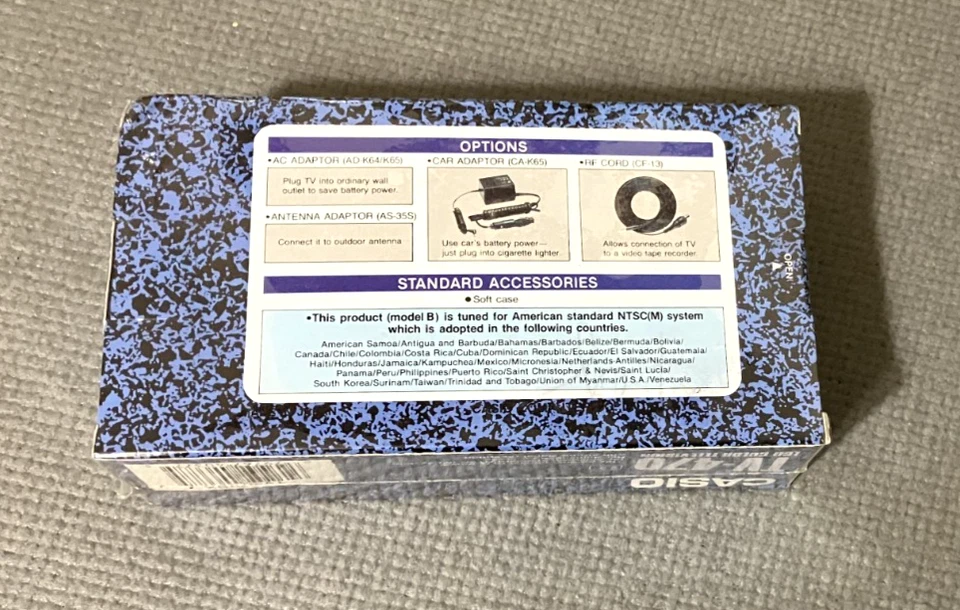 OPTIONS
•AC ADAPTOR (AD-K64/K65)
Plug TV into ordinary wall
outlet to save battery power.
•ANTENNA ADAPTOR (AS-35S)
Connect it to outdoor antenna
•CAR ADAPTOR (CA-K65)
Use car's battery power—
just plug into cigarette lighter.
•RF CORD (CF-13)
Allows connection of TV
to a video tape recorder.
STANDARD ACCESSORIES
●Soft case
•This product (model B) is tuned for American standard NTSC(M) system
which is adopted in the following countries.
American Samoa/Antigua and Barbuda/Bahamas/Barbados/Belize/Bermuda/Bolivia/
Canada/Chile/Colombia/Costa Rica/Cuba/Dominican Republic/Ecuador/El Salvador/Guatemala/
Haiti/Honduras/Jamaica/Kampuchea/Mexico/Micronesia/Netherlands Antilles/Nicaragua/
Panama/Peru/Philippines/Puerto Rico/Saint Christopher & Nevis/Saint Lucia/
South Korea/Surinam/Taiwan/Trinidad and Tobago/Union of Myanmar/U.S.A./Venezuela
OPEN
CASIO
TV-470
LCD COLOR TELEVISION